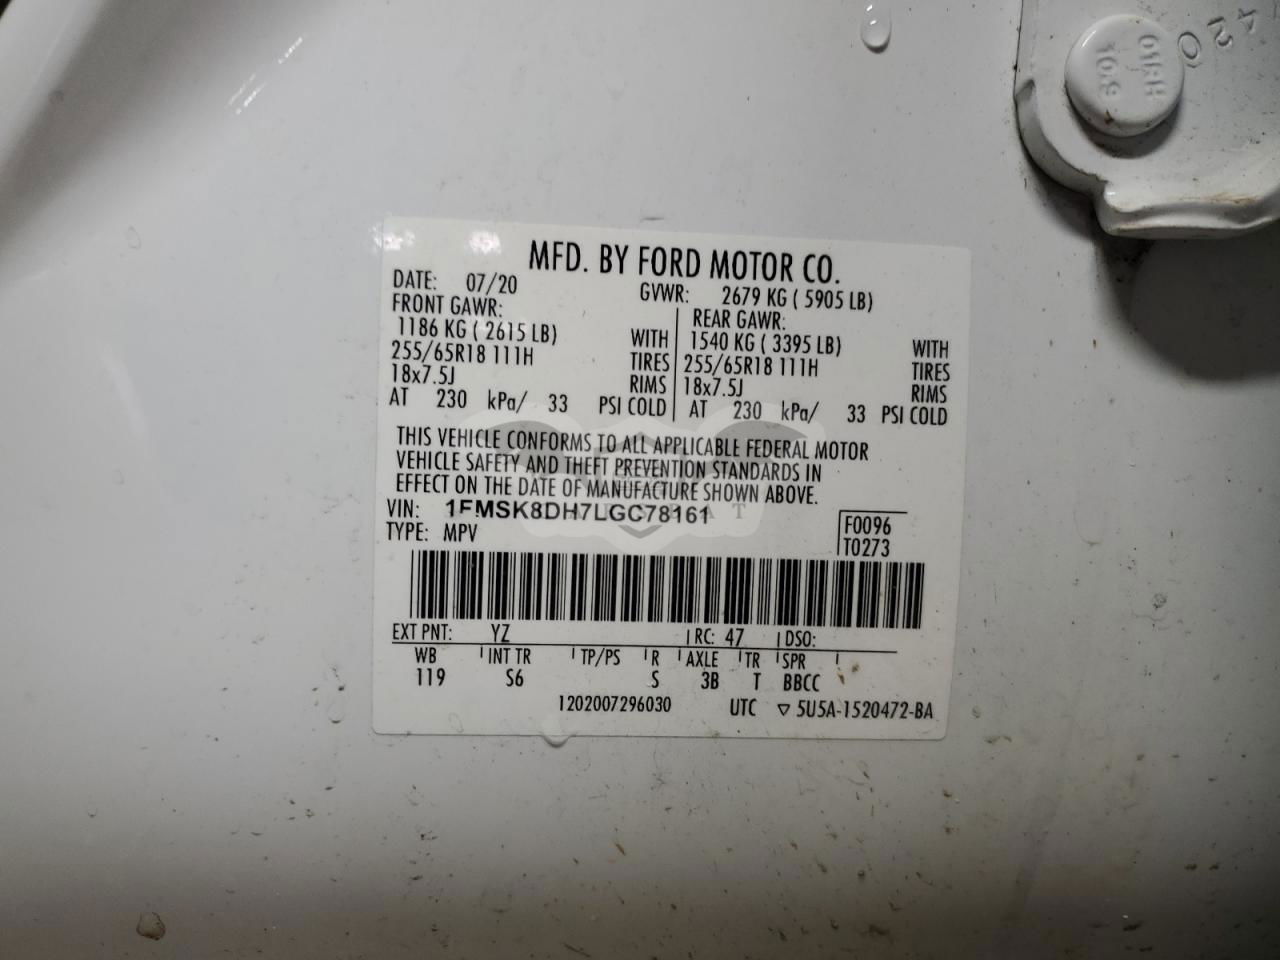 MFD. BY FORD MOTOR CO.
DATE: 07/20 GVWR: 2679 KG ( 5905 LB)
FRONT GAWR: REAR GAWR:
1186 KG ( 2615 LB) WITH 1540 KG ( 3395 LB) WITH
255/65R18 111H TIRES 255/65R18 111H TIRES
18x7.5J RIMS 18x7.5J RIMS
AT 230 kPa/ 33 PSI COLD AT 230 kPa/ 33 PSI COLD
THIS VEHICLE CONFORMS TO ALL APPLICABLE FEDERAL MOTOR
VEHICLE SAFETY AND THEFT PREVENTION STANDARDS IN
EFFECT ON THE DATE OF MANUFACTURE SHOWN ABOVE.
VIN: 1FMSK8DH7LGC78161
TYPE: MPV
F0096
T0273
EXT PNT: YZ RC: 47 DSO:
WB INT TR TP/PS R AXLE TR SPR
119 S6 S 3B T BBCC
1202007296030 UTC ▽ 5U5A-1520472-BA
10.9